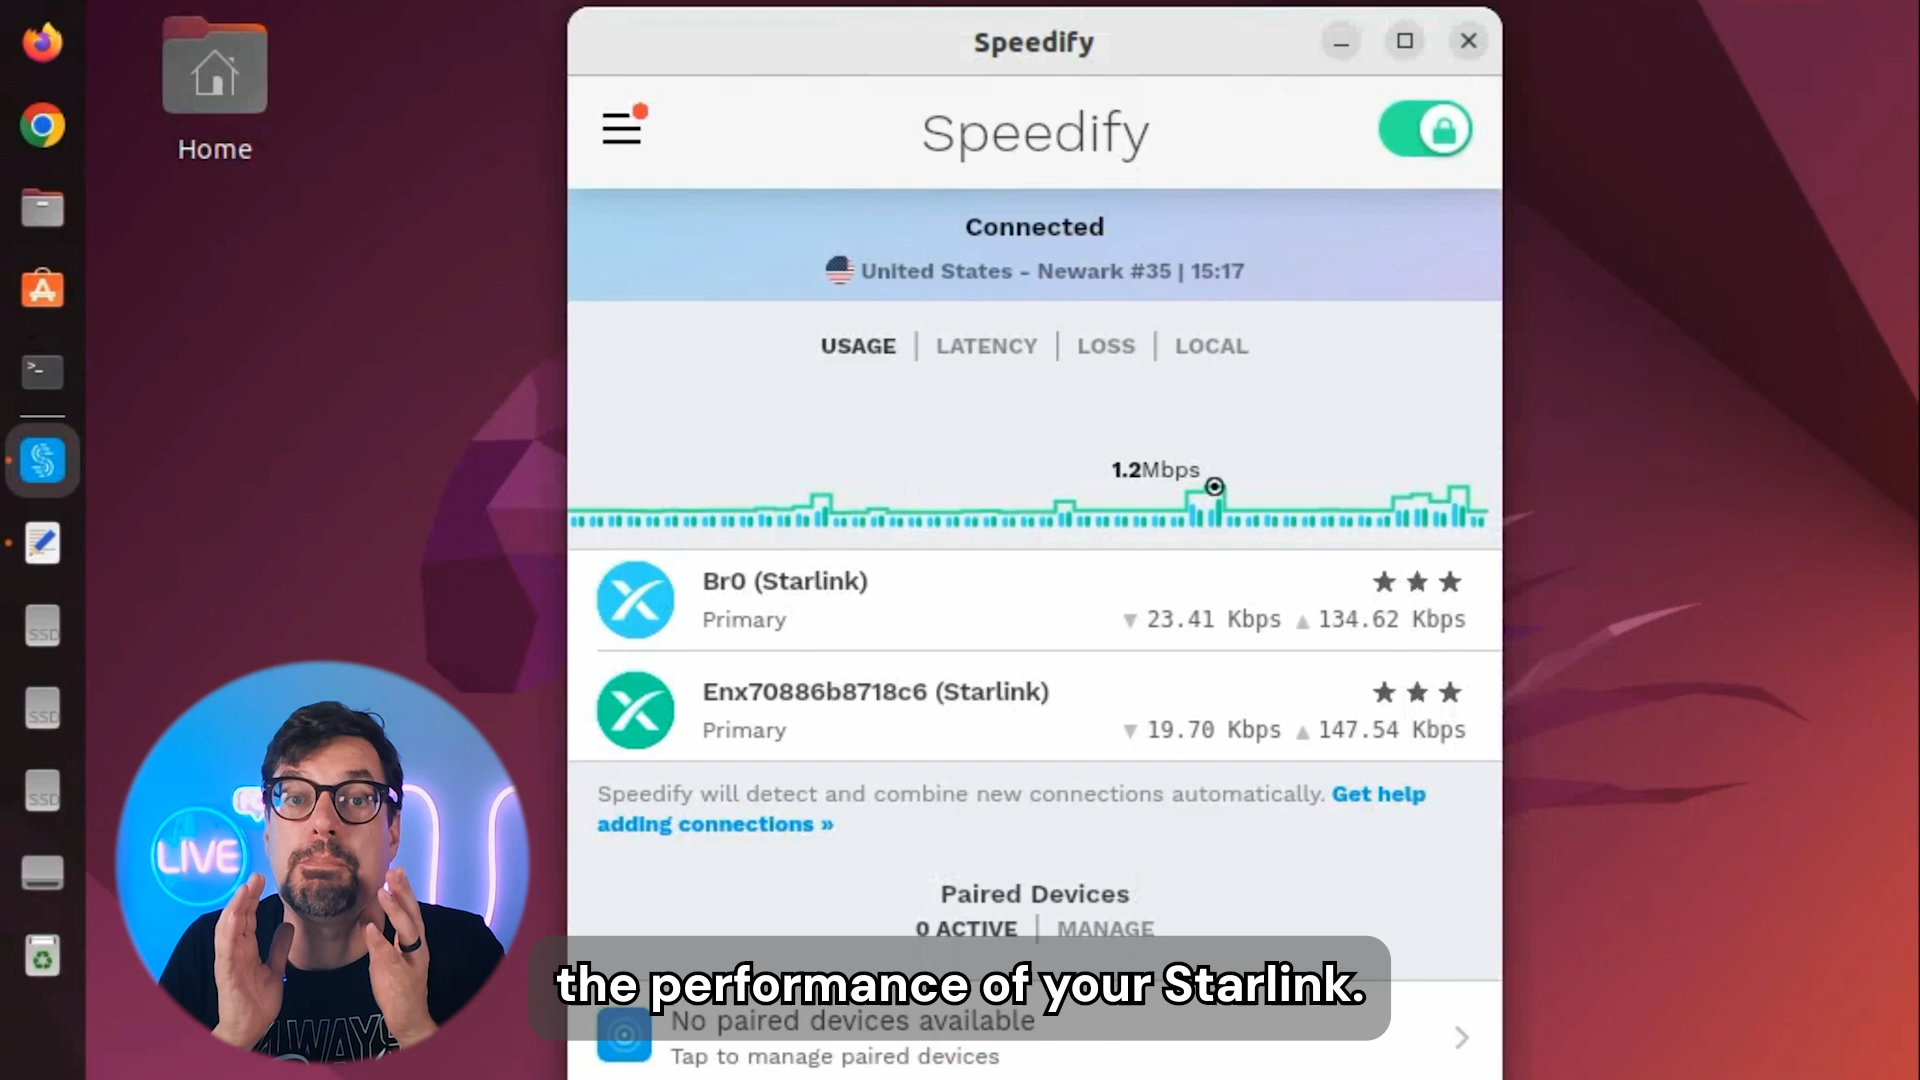 Speedify
Home
Speedify
Connected
United States - Newark #35 | 15:17
USAGE | LATENCY | LOSS | LOCAL
1.2Mbps
Br0 (Starlink)
Primary
▼ 23.41 Kbps ▲ 134.62 Kbps
Enx70886b8718c6 (Starlink)
Primary
▼ 19.70 Kbps ▲ 147.54 Kbps
Speedify will detect and combine new connections automatically. Get help
adding connections »
Paired Devices
0 ACTIVE | MANAGE
the performance of your Starlink.
No paired devices available
Tap to manage paired devices
SSD
SSD
SSD
LIVE